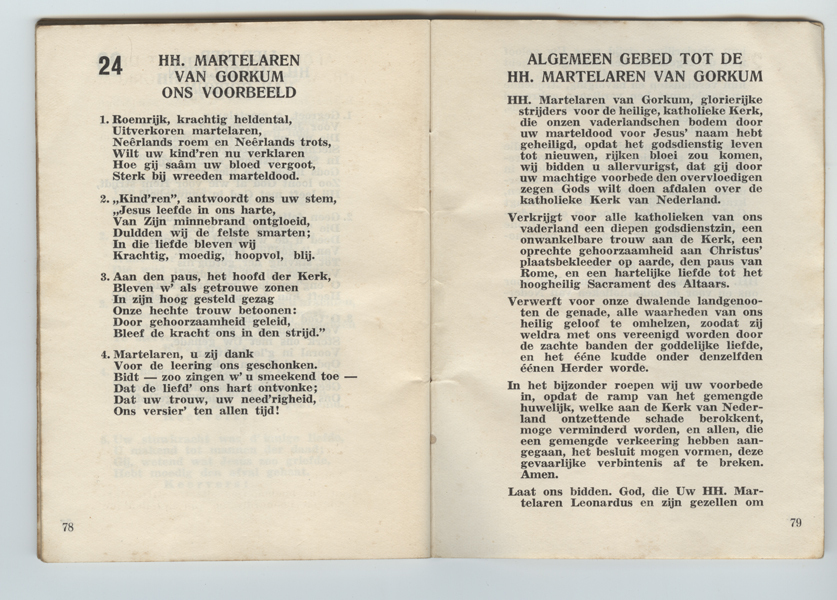 24
HH. MARTELAREN
VAN GORKUM
ONS VOORBEELD
1. Roemrijk, krachtig heldental,
Uitverkoren martelaren,
Neêrlands roem en Neêrlands trots,
Wilt uw kind'ren nu verklaren
Hoe gij saâm uw bloed vergoot,
Sterk bij wreeden marteldood.
2. „Kind'ren”, antwoordt ons uw stem,
„Jesus leefde in ons harte,
Van Zijn minnebrand ontgloeid,
Duldden wij de felste smarten;
In die liefde bleven wij
Krachtig, moedig, hoopvol, blij.
3. Aan den paus, het hoofd der Kerk,
Bleven w' als getrouwe zonen
In zijn hoog gesteld gezag
Onze hechte trouw betoonen:
Door gehoorzaamheid geleid,
Bleef de kracht ons in den strijd.”
4. Martelaren, u zij dank
Voor de leering ons geschonken.
Bidt — zoo zingen w' u smeekend toe —
Dat de liefd' ons hart ontvonke;
Dat uw trouw, uw need'righeid,
Ons versier' ten allen tijd!
78
ALGEMEEN GEBED TOT DE
HH. MARTELAREN VAN GORKUM
HH. Martelaren van Gorkum, glorierijke
strijders voor de heilige, katholieke Kerk,
die onzen vaderlandschen bodem door
uw marteldood voor Jesus' naam hebt
geheiligd, opdat het godsdienstig leven
tot nieuwen, rijken bloei zou komen,
wij bidden u allervurigst, dat gij door
uw machtige voorbede den overvloedigen
zegen Gods wilt doen afdalen over de
katholieke Kerk van Nederland.
Verkrijgt voor alle katholieken van ons
vaderland een diepen godsdienstzin, een
onwankelbare trouw aan de Kerk, een
oprechte gehoorzaamheid aan Christus'
plaatsbekleeder op aarde, den paus van
Rome, en een hartelijke liefde tot het
hoogheilig Sacrament des Altaars.
Verwerft voor onze dwalende landgenoo-
ten de genade, alle waarheden van ons
heilig geloof te omhelzen, zoodat zij
weldra met ons vereenigd worden door
de zachte banden der goddelijke liefde,
en het ééne kudde onder denzelfden
éénen Herder worde.
In het bijzonder roepen wij uw voorbede
in, opdat de ramp van het gemengde
huwelijk, welke aan de Kerk van Neder-
land ontzettende schade berokkent,
moge verminderd worden, en allen, die
een gemengde verkeering hebben aan-
gegaan, het besluit mogen vormen, deze
gevaarlijke verbintenis af te breken.
Amen.
Laat ons bidden. God, die Uw HH. Mar-
telaren Leonardus en zijn gezellen om
79